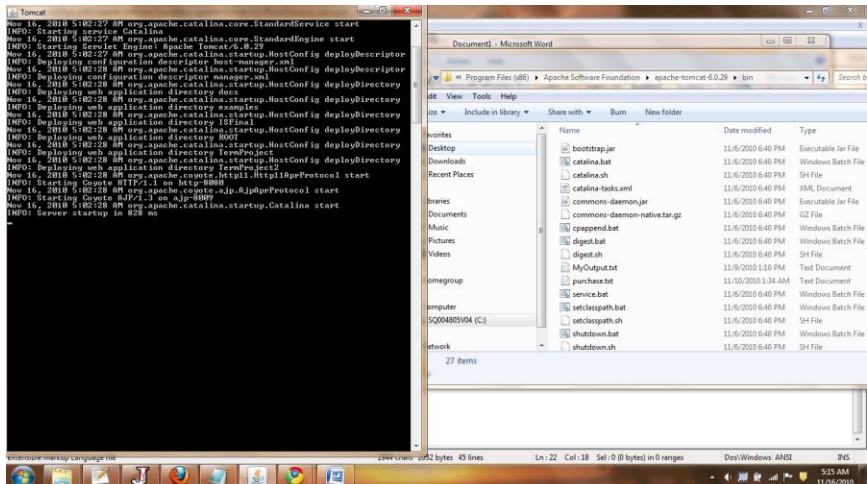 Tomcat
Nov 16, 2010 5:02:27 AM org.apache.catalina.core.StandardService start
INFO: Starting service Catalina
Nov 16, 2010 5:02:27 AM org.apache.catalina.core.StandardEngine start
INFO: Starting Servlet Engine: Apache Tomcat/6.0.29
Nov 16, 2010 5:02:27 AM org.apache.catalina.startup.HostConfig deployDescriptor
INFO: Deploying configuration descriptor host-manager.xml
Nov 16, 2010 5:02:28 AM org.apache.catalina.startup.HostConfig deployDescriptor
INFO: Deploying configuration descriptor manager.xml
Nov 16, 2010 5:02:28 AM org.apache.catalina.startup.HostConfig deployDirectory
INFO: Deploying web application directory docs
Nov 16, 2010 5:02:28 AM org.apache.catalina.startup.HostConfig deployDirectory
INFO: Deploying web application directory examples
Nov 16, 2010 5:02:28 AM org.apache.catalina.startup.HostConfig deployDirectory
INFO: Deploying web application directory ISFinal
Nov 16, 2010 5:02:28 AM org.apache.catalina.startup.HostConfig deployDirectory
INFO: Deploying web application directory ROOT
Nov 16, 2010 5:02:28 AM org.apache.catalina.startup.HostConfig deployDirectory
INFO: Deploying web application directory TermProject
Nov 16, 2010 5:02:28 AM org.apache.catalina.startup.HostConfig deployDirectory
INFO: Deploying web application directory TermProject2
Nov 16, 2010 5:02:28 AM org.apache.coyote.http11.Http11AprProtocol start
INFO: Starting Coyote HTTP/1.1 on http-8080
Nov 16, 2010 5:02:28 AM org.apache.coyote.ajp.AjpAprProtocol start
INFO: Starting Coyote AJP/1.3 on ajp-8009
Nov 16, 2010 5:02:28 AM org.apache.catalina.startup.Catalina start
INFO: Server startup in 828 ms
Document1 - Microsoft Word
« Program Files (x86) Apache Software Foundation apache-tomcat-6.0.29 bin Search b
dit View Tools Help
ize Include in library Share with Burn New folder
vorites
Desktop
Downloads
Recent Places
braries
Documents
Music
Pictures
Videos
omegroup
omputer
SQ004805V04 (C:)
etwork
Name Date modified Type
bootstrap.jar 11/6/2010 6:40 PM Executable Jar File
catalina.bat 11/6/2010 6:40 PM Windows Batch File
catalina.sh 11/6/2010 6:40 PM SH File
catalina-tasks.xml 11/6/2010 6:40 PM XML Document
commons-daemon.jar 11/6/2010 6:40 PM Executable Jar File
commons-daemon-native.tar.gz 11/6/2010 6:40 PM GZ File
cpappend.bat 11/6/2010 6:40 PM Windows Batch File
digest.bat 11/6/2010 6:40 PM Windows Batch File
digest.sh 11/6/2010 6:40 PM SH File
MyOutput.txt 11/9/2010 1:10 PM Text Document
purchase.txt 11/10/2010 1:34 AM Text Document
service.bat 11/6/2010 6:40 PM Windows Batch File
setclasspath.bat 11/6/2010 6:40 PM Windows Batch File
setclasspath.sh 11/6/2010 6:40 PM SH File
shutdown.bat 11/6/2010 6:40 PM Windows Batch File
shutdown.sh 11/6/2010 6:40 PM SH File
27 items
bytes 45 lines Ln : 22 Col : 18 Sel : 0 (0 bytes) in 0 ranges Dos\Windows ANSI INS
5:15 AM
11/16/2010